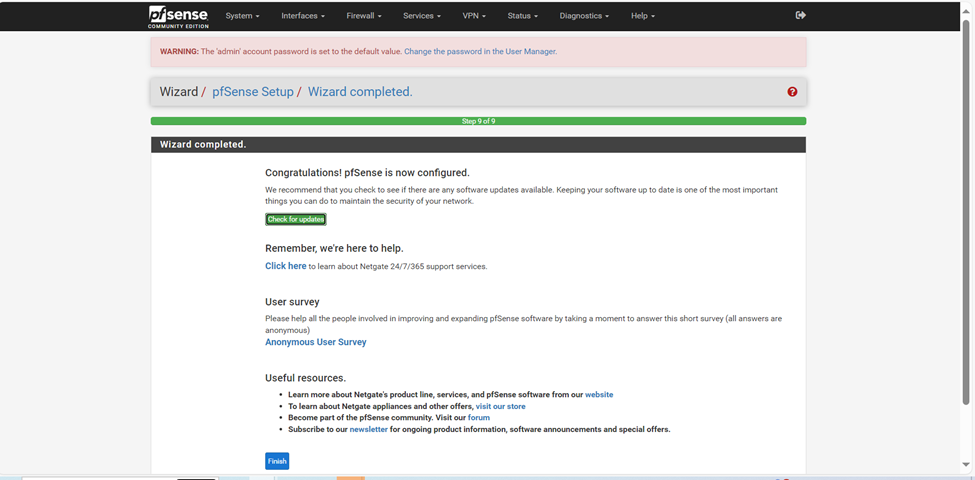 pfsense
COMMUNITY EDITION
System Interfaces Firewall Services VPN Status Diagnostics Help
WARNING: The 'admin' account password is set to the default value. Change the password in the User Manager.
Wizard / pfSense Setup / Wizard completed.
Step 9 of 9
Wizard completed.
Congratulations! pfSense is now configured.
We recommend that you check to see if there are any software updates available. Keeping your software up to date is one of the most important
things you can do to maintain the security of your network.
Check for updates
Remember, we're here to help.
Click here to learn about Netgate 24/7/365 support services.
User survey
Please help all the people involved in improving and expanding pfSense software by taking a moment to answer this short survey (all answers are
anonymous)
Anonymous User Survey
Useful resources.
• Learn more about Netgate's product line, services, and pfSense software from our website
• To learn about Netgate appliances and other offers, visit our store
• Become part of the pfSense community. Visit our forum
• Subscribe to our newsletter for ongoing product information, software announcements and special offers.
Finish